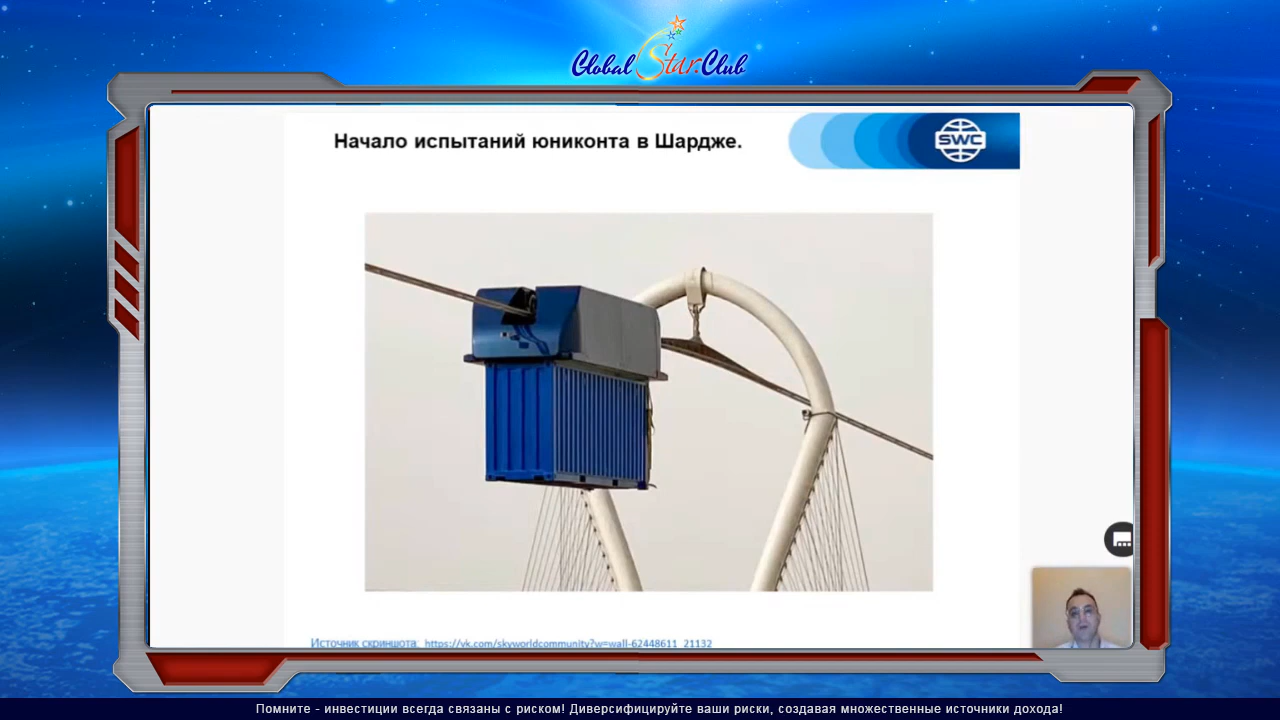 Global Star.Club
Начало испытаний юниконта в Шардже.
SWC
Источник скриншота: https://vk.com/skyworldcommunity?w=wall-62448611_21132
Помните - инвестиции всегда связаны с риском! Диверсифицируйте ваши риски, создавая множественные источники дохода!